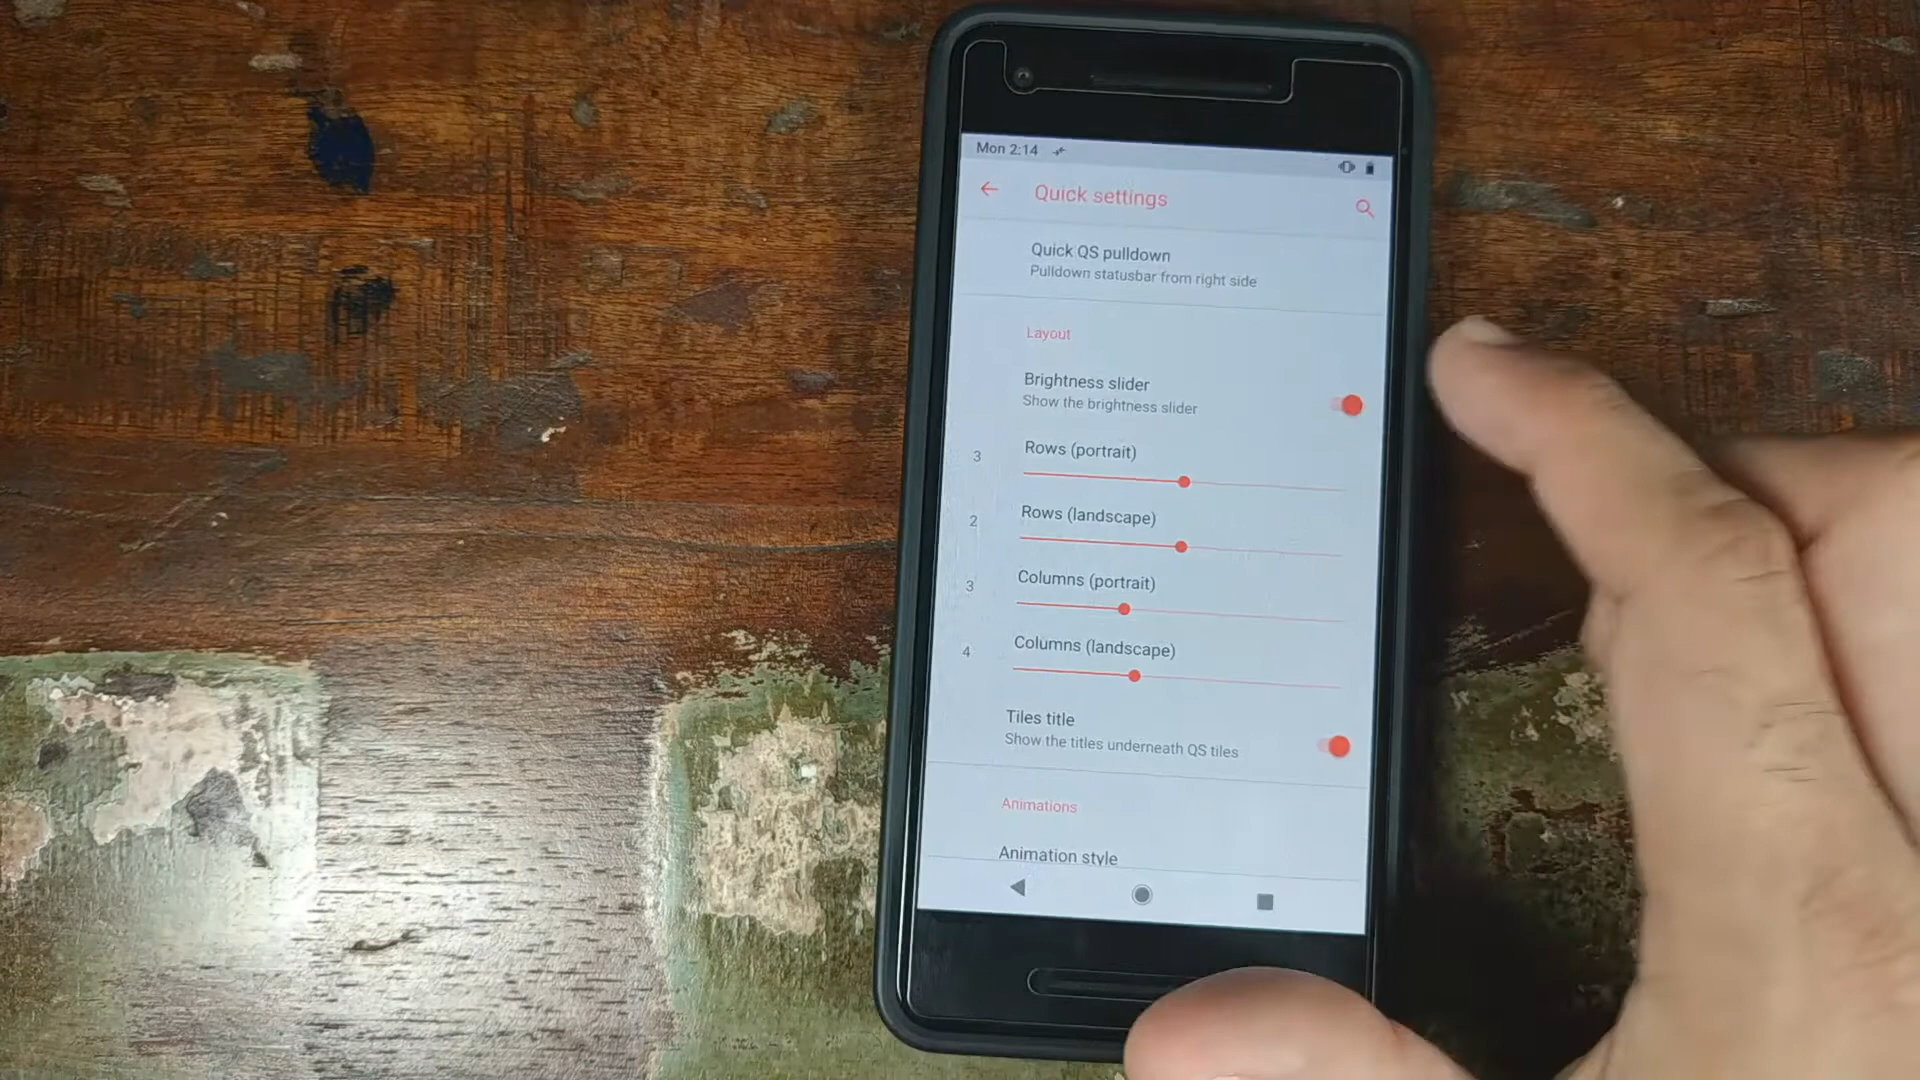 Mon 2:14
Quick settings
Quick QS pulldown
Pulldown statusbar from right side
Layout
Brightness slider
Show the brightness slider
3 Rows (portrait)
2 Rows (landscape)
3 Columns (portrait)
4 Columns (landscape)
Tiles title
Show the titles underneath QS tiles
Animations
Animation style